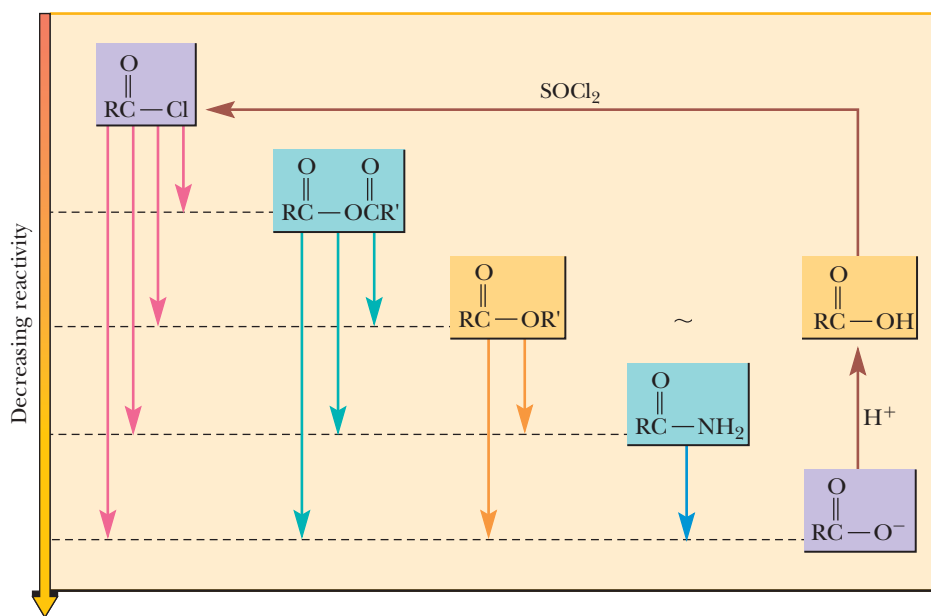 Decreasing reactivity
O
RC—Cl
SOCl₂
O O
RC—OCR'
O
RC—OR'
~
O
RC—OH
O
RC—NH₂
H⁺
O
RC—O⁻